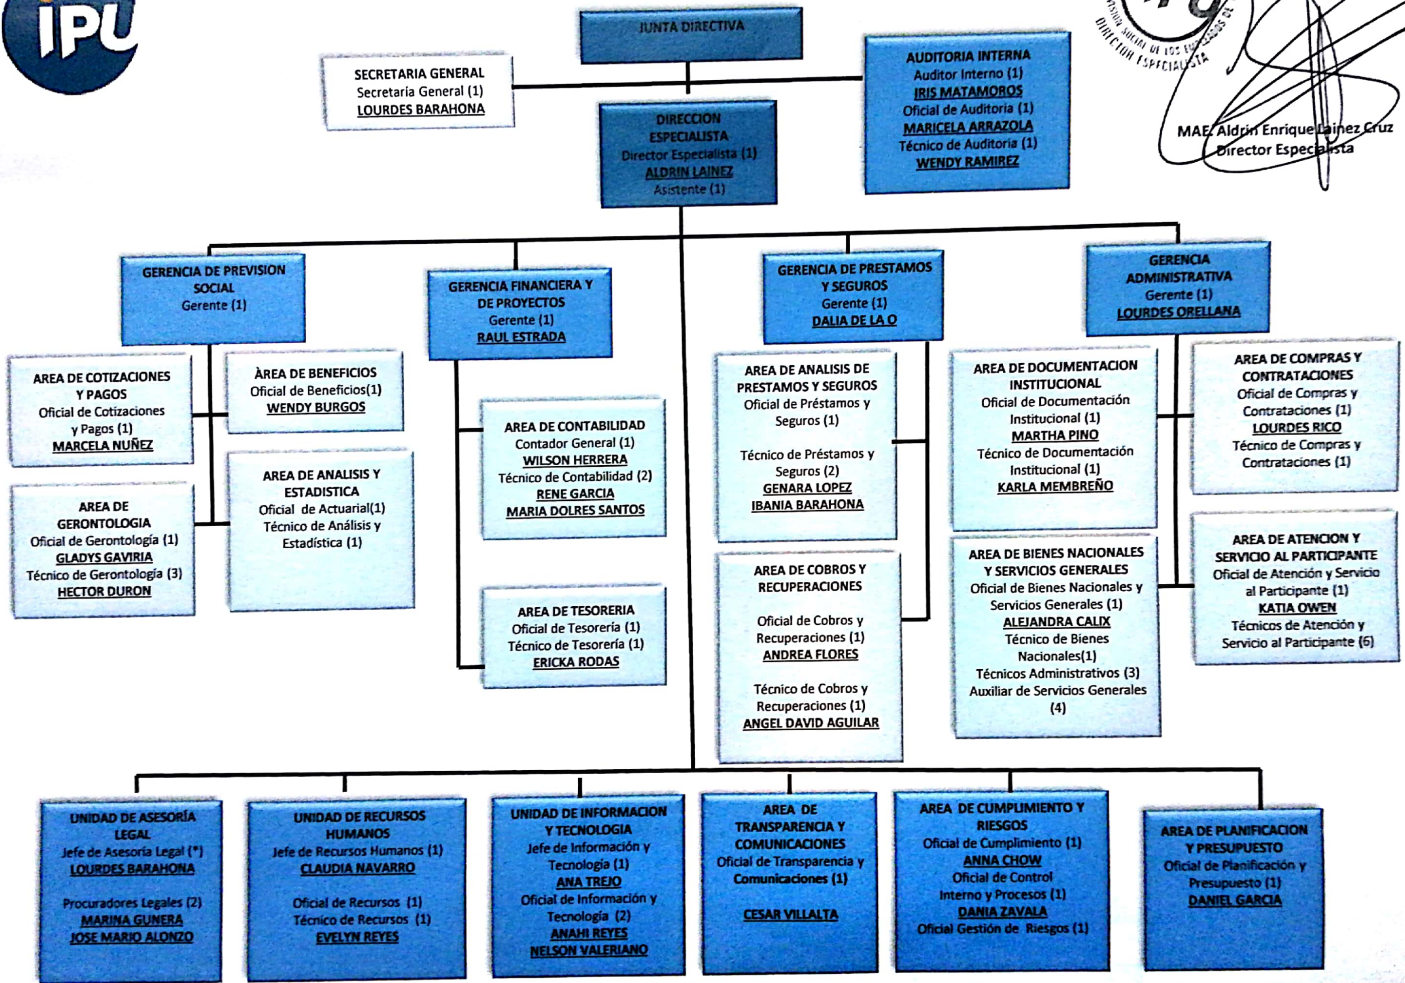 IPU
JUNTA DIRECTIVA
SECRETARIA GENERAL
Secretaria General (1)
LOURDES BARAHONA
AUDITORIA INTERNA
Auditor Interno (1)
IRIS MATAMOROS
Oficial de Auditoria (1)
MARICELA ARRAZOLA
Técnico de Auditoria (1)
WENDY RAMIREZ
DIRECCION
ESPECIALISTA
Director Especialista (1)
ALDRIN LAINEZ
Asistente (1)
DIRECTOR ESPECIALISTA
MAE. Aldrin Enrique Lainez Cruz
Director Especialista
GERENCIA DE PREVISION
SOCIAL
Gerente (1)
GERENCIA FINANCIERA Y
DE PROYECTOS
Gerente (1)
RAUL ESTRADA
GERENCIA DE PRESTAMOS
Y SEGUROS
Gerente (1)
DALIA DE LA O
GERENCIA
ADMINISTRATIVA
Gerente (1)
LOURDES ORELLANA
AREA DE COTIZACIONES
Y PAGOS
Oficial de Cotizaciones
y Pagos (1)
MARCELA NUÑEZ
ÀREA DE BENEFICIOS
Oficial de Beneficios(1)
WENDY BURGOS
AREA DE GERONTOLOGIA
Oficial de Gerontología (1)
GLADYS GAVIRIA
Técnico de Gerontología (3)
HECTOR DURON
AREA DE ANALISIS Y
ESTADISTICA
Oficial de Actuarial(1)
Técnico de Análisis y
Estadística (1)
AREA DE CONTABILIDAD
Contador General (1)
WILSON HERRERA
Técnico de Contabilidad (2)
RENE GARCIA
MARIA DOLRES SANTOS
AREA DE TESORERIA
Oficial de Tesorería (1)
Técnico de Tesorería (1)
ERICKA RODAS
AREA DE ANALISIS DE
PRESTAMOS Y SEGUROS
Oficial de Préstamos y
Seguros (1)
Técnico de Préstamos y
Seguros (2)
GENARA LOPEZ
IBANIA BARAHONA
AREA DE COBROS Y
RECUPERACIONES
Oficial de Cobros y
Recuperaciones (1)
ANDREA FLORES
Técnico de Cobros y
Recuperaciones (1)
ANGEL DAVID AGUILAR
AREA DE DOCUMENTACION
INSTITUCIONAL
Oficial de Documentación
Institucional (1)
MARTHA PINO
Técnico de Documentación
Institucional (1)
KARLA MEMBREÑO
AREA DE COMPRAS Y
CONTRATACIONES
Oficial de Compras y
Contrataciones (1)
LOURDES RICO
Técnico de Compras y
Contrataciones (1)
AREA DE BIENES NACIONALES
Y SERVICIOS GENERALES
Oficial de Bienes Nacionales y
Servicios Generales (1)
ALEJANDRA CALIX
Técnico de Bienes
Nacionales(1)
Técnicos Administrativos (3)
Auxiliar de Servicios Generales
(4)
AREA DE ATENCION Y
SERVICIO AL PARTICIPANTE
Oficial de Atención y Servicio
al Participante (1)
KATIA OWEN
Técnicos de Atención y
Servicio al Participante (6)
UNIDAD DE ASESORÍA
LEGAL
Jefe de Asesoría Legal (*)
LOURDES BARAHONA
Procuradores Legales (2)
MARINA GUNERA
JOSE MARIO ALONZO
UNIDAD DE RECURSOS
HUMANOS
Jefe de Recursos Humanos (1)
CLAUDIA NAVARRO
Oficial de Recursos (1)
Técnico de Recursos (1)
EVELYN REYES
UNIDAD DE INFORMACION
Y TECNOLOGIA
Jefe de Información y
Tecnología (1)
ANA TREJO
Oficial de Información y
Tecnología (2)
ANAHI REYES
NELSON VALERIANO
AREA DE
TRANSPARENCIA Y
COMUNICACIONES
Oficial de Transparencia y
Comunicaciones (1)
CESAR VILLALTA
AREA DE CUMPLIMIENTO Y
RIESGOS
Oficial de Cumplimiento (1)
ANNA CHOW
Oficial de Control
Interno y Procesos (1)
DANIA ZAVALA
Oficial Gestión de Riesgos (1)
AREA DE PLANIFICACION
Y PRESUPUESTO
Oficial de Planificación y
Presupuesto (1)
DANIEL GARCIA